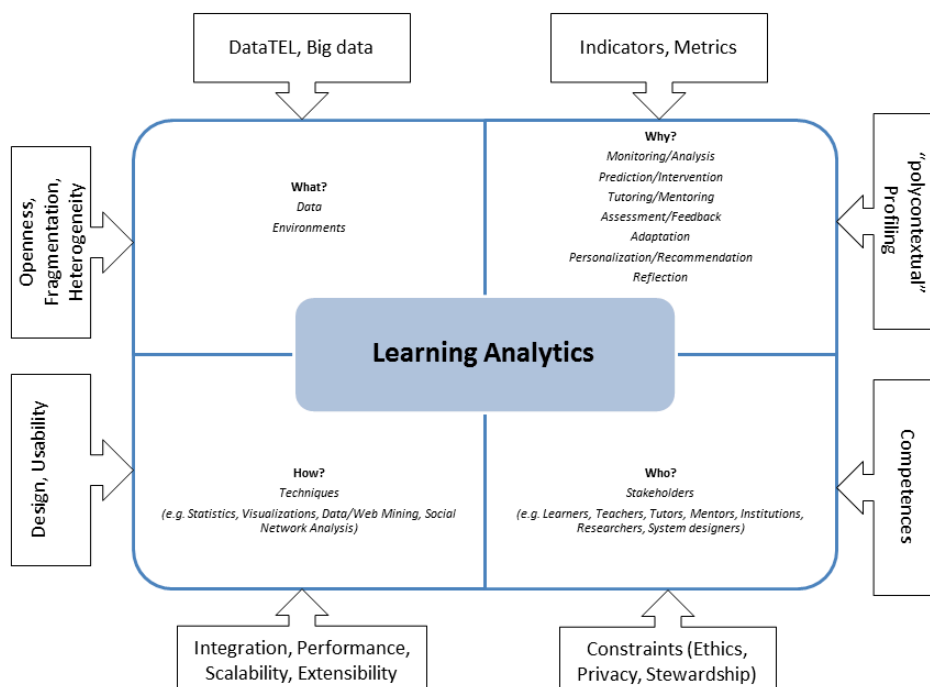 DataTEL, Big data
Indicators, Metrics
Openness,
Fragmentation,
Heterogeneity
What?
Data
Environments
Why?
Monitoring/Analysis
Prediction/Intervention
Tutoring/Mentoring
Assessment/Feedback
Adaptation
Personalization/Recommendation
Reflection
“polycontextual”
Profiling
Learning Analytics
Design, Usability
How?
Techniques
(e.g. Statistics, Visualizations, Data/Web Mining, Social
Network Analysis)
Who?
Stakeholders
(e.g. Learners, Teachers, Tutors, Mentors, Institutions,
Researchers, System designers)
Competences
Integration, Performance,
Scalability, Extensibility
Constraints (Ethics,
Privacy, Stewardship)